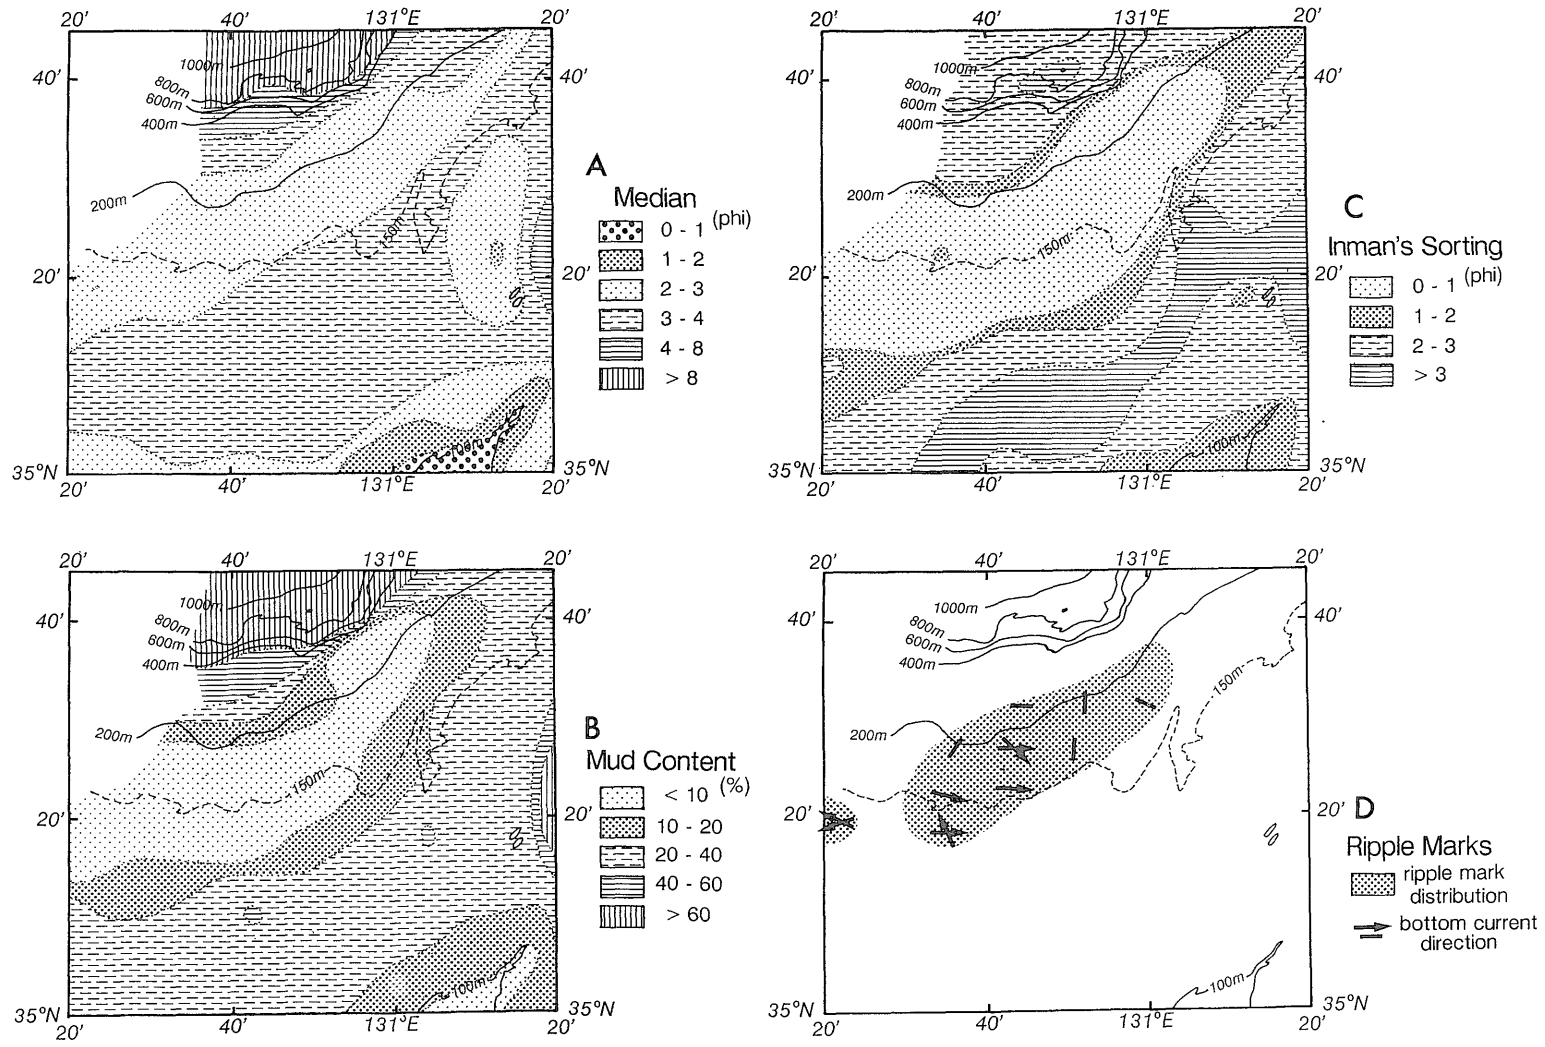 20′ 40′ 131°E 20′
40′ 40′
1000m
800m
600m
400m
200m
150m
20′ 20′
100m
35°N 35°N
20′ 40′ 131°E 20′
A
Median
0 - 1 (phi)
1 - 2
2 - 3
3 - 4
4 - 8
> 8
20′ 40′ 131°E 20′
40′ 40′
1000m
800m
600m
400m
200m
150m
20′ 20′
100m
35°N 35°N
20′ 40′ 131°E 20′
C
Inman's Sorting
0 - 1 (phi)
1 - 2
2 - 3
> 3
20′ 40′ 131°E 20′
40′ 40′
1000m
800m
600m
400m
200m
150m
20′ 20′
100m
35°N 35°N
20′ 40′ 131°E 20′
B
Mud Content
< 10 (%)
10 - 20
20 - 40
40 - 60
> 60
20′ 40′ 131°E 20′
40′ 40′
1000m
800m
600m
400m
150m
200m
20′ 20′
100m
35°N 35°N
20′ 40′ 131°E 20′
D
Ripple Marks
ripple mark
distribution
bottom current
direction